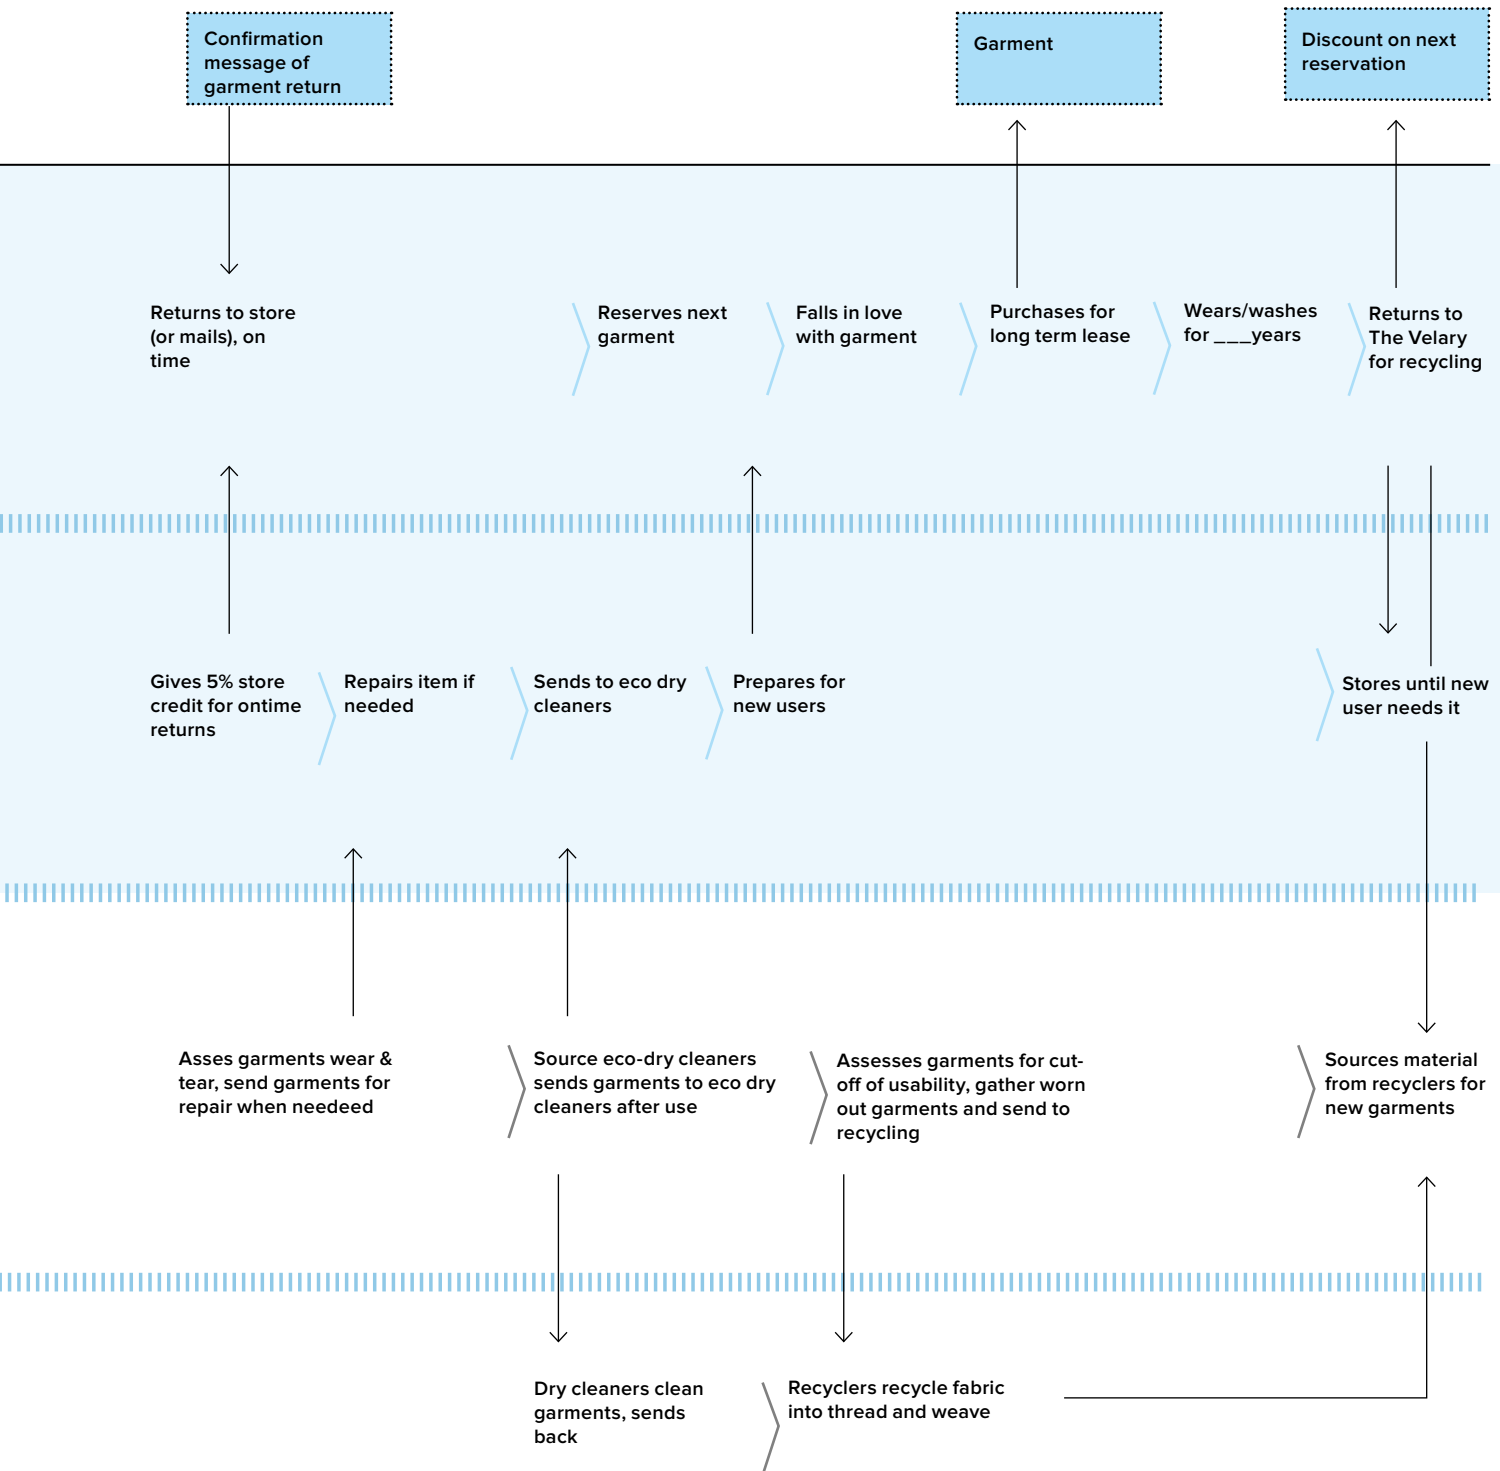 Confirmation
message of
garment return
Garment
Discount on next
reservation
Returns to store
(or mails), on
time
Reserves next
garment
Falls in love
with garment
Purchases for
long term lease
Wears/washes
for ___years
Returns to
The Velary
for recycling
Gives 5% store
credit for ontime
returns
Repairs item if
needed
Sends to eco dry
cleaners
Prepares for
new users
Stores until new
user needs it
Asses garments wear &
tear, send garments for
repair when needeed
Source eco-dry cleaners
sends garments to eco dry
cleaners after use
Assesses garments for cut-
off of usability, gather worn
out garments and send to
recycling
Sources material
from recyclers for
new garments
Dry cleaners clean
garments, sends
back
Recyclers recycle fabric
into thread and weave